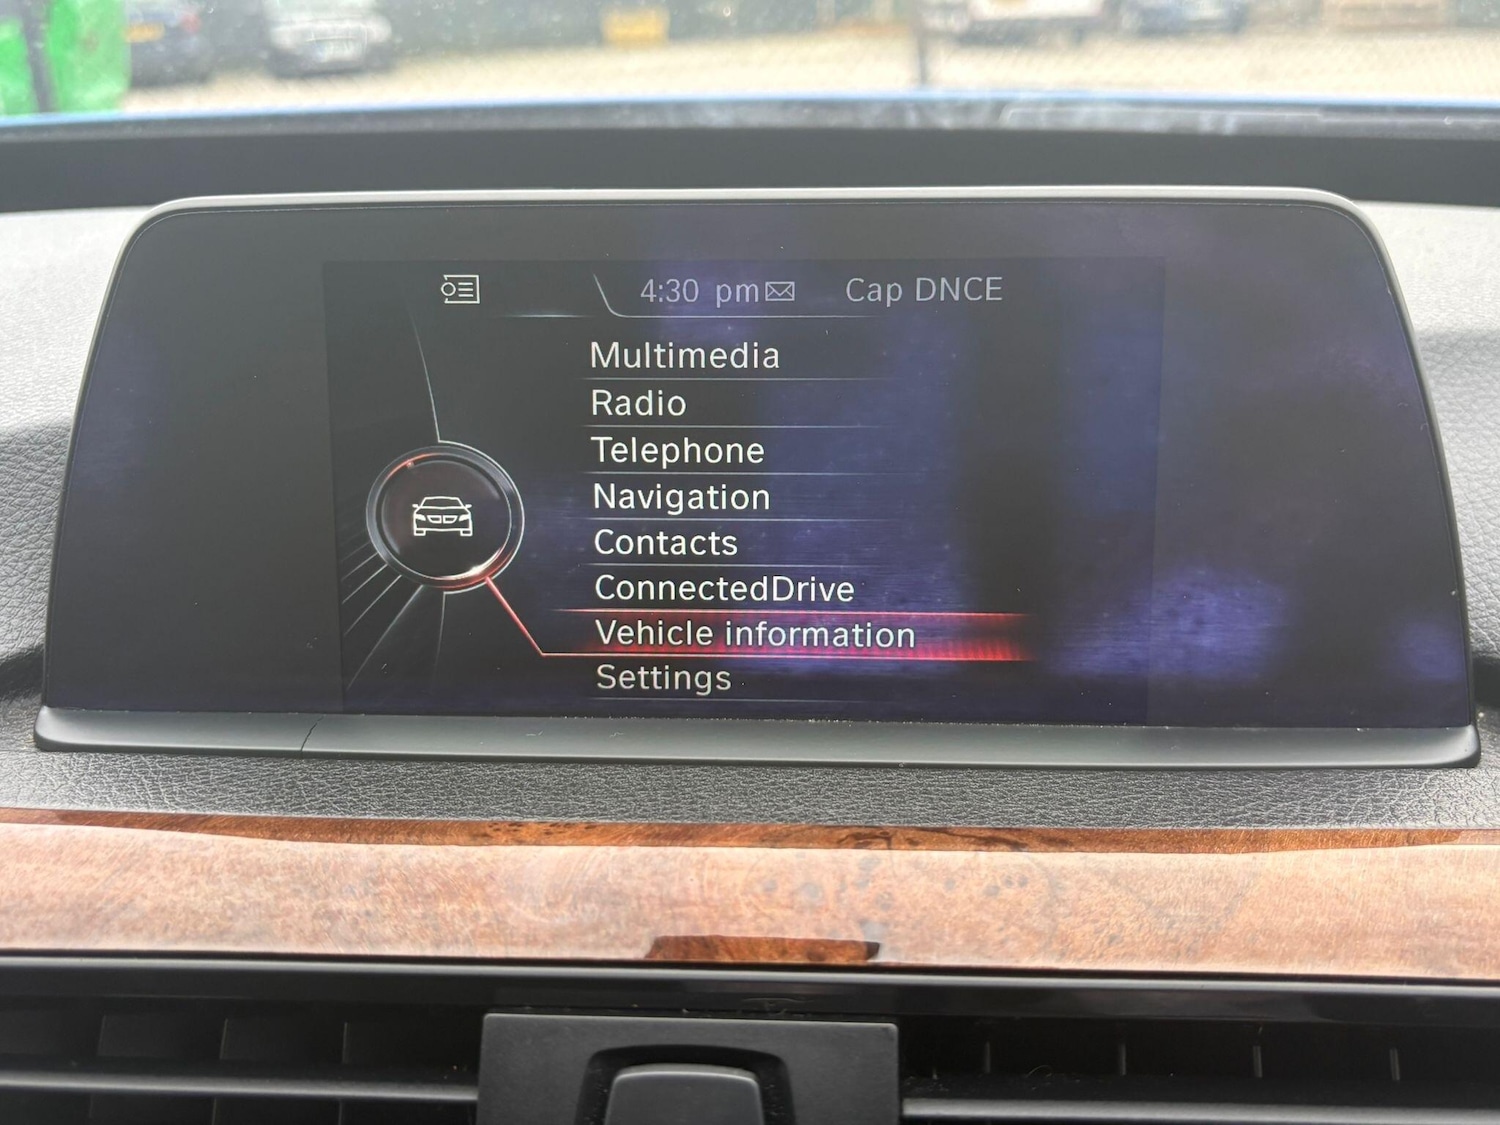 4:30 pm Cap DNCE
Multimedia
Radio
Telephone
Navigation
Contacts
ConnectedDrive
Vehicle information
Settings